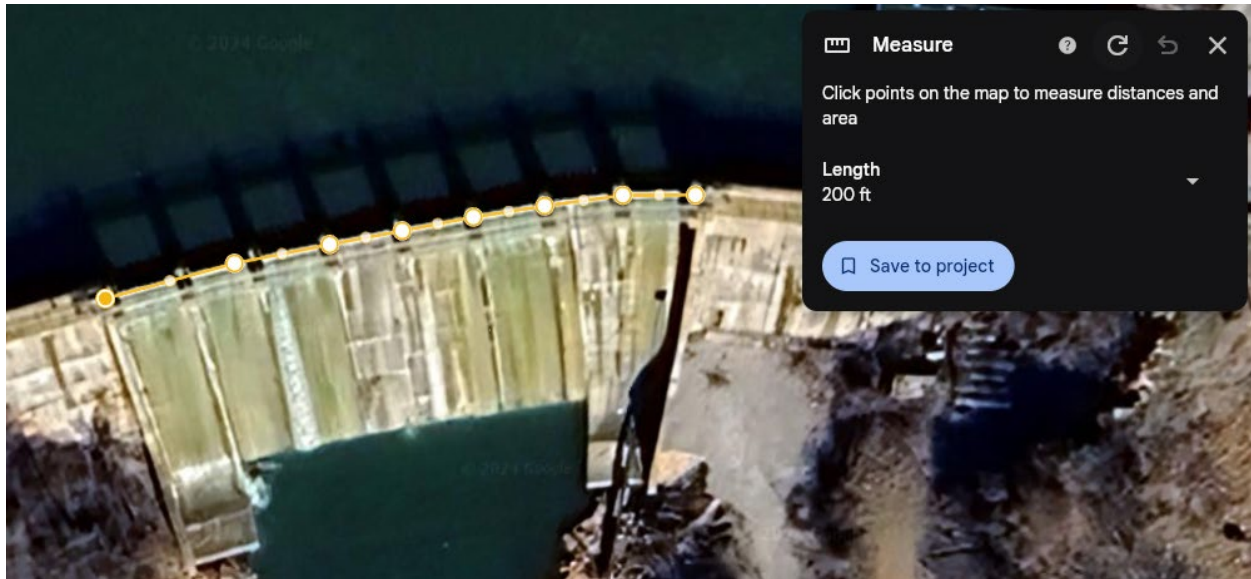 © 2024 Google
Measure
Click points on the map to measure distances and
area
Length
200 ft
Save to project
© 2024 Google